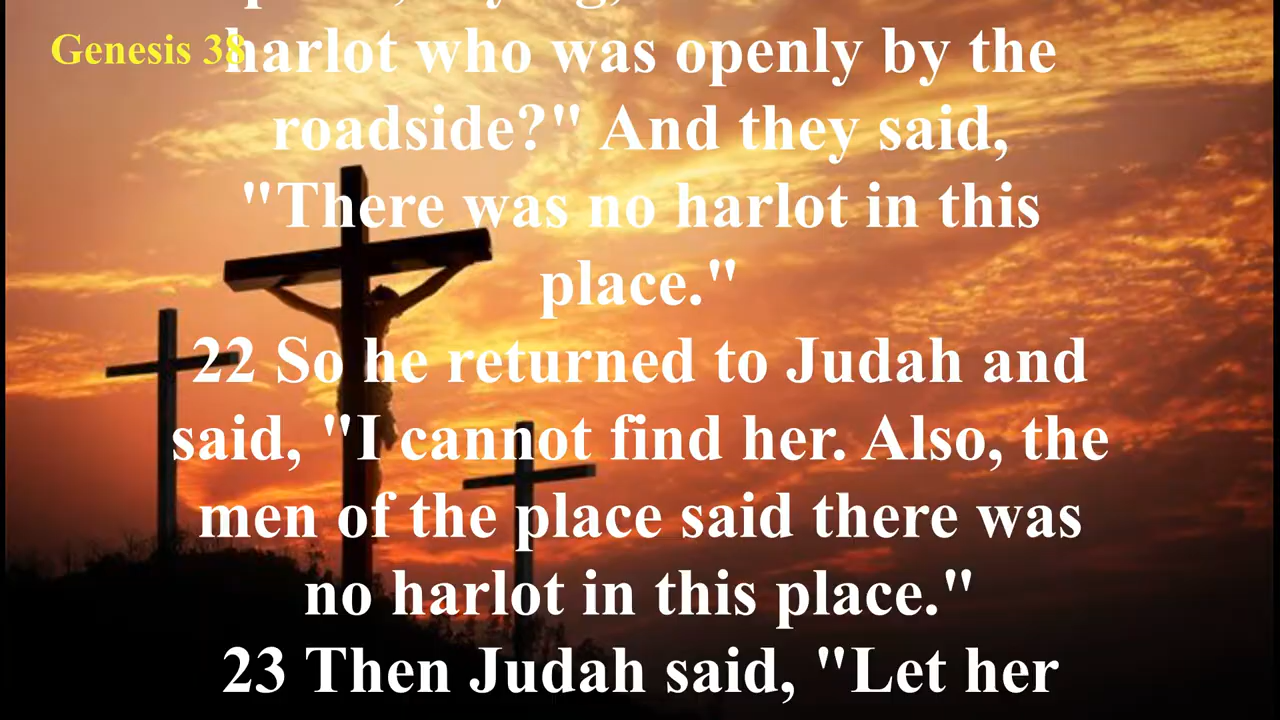 Genesis 38
harlot who was openly by the
roadside?" And they said,
"There was no harlot in this
place."
22 So he returned to Judah and
said, "I cannot find her. Also, the
men of the place said there was
no harlot in this place."
23 Then Judah said, "Let her